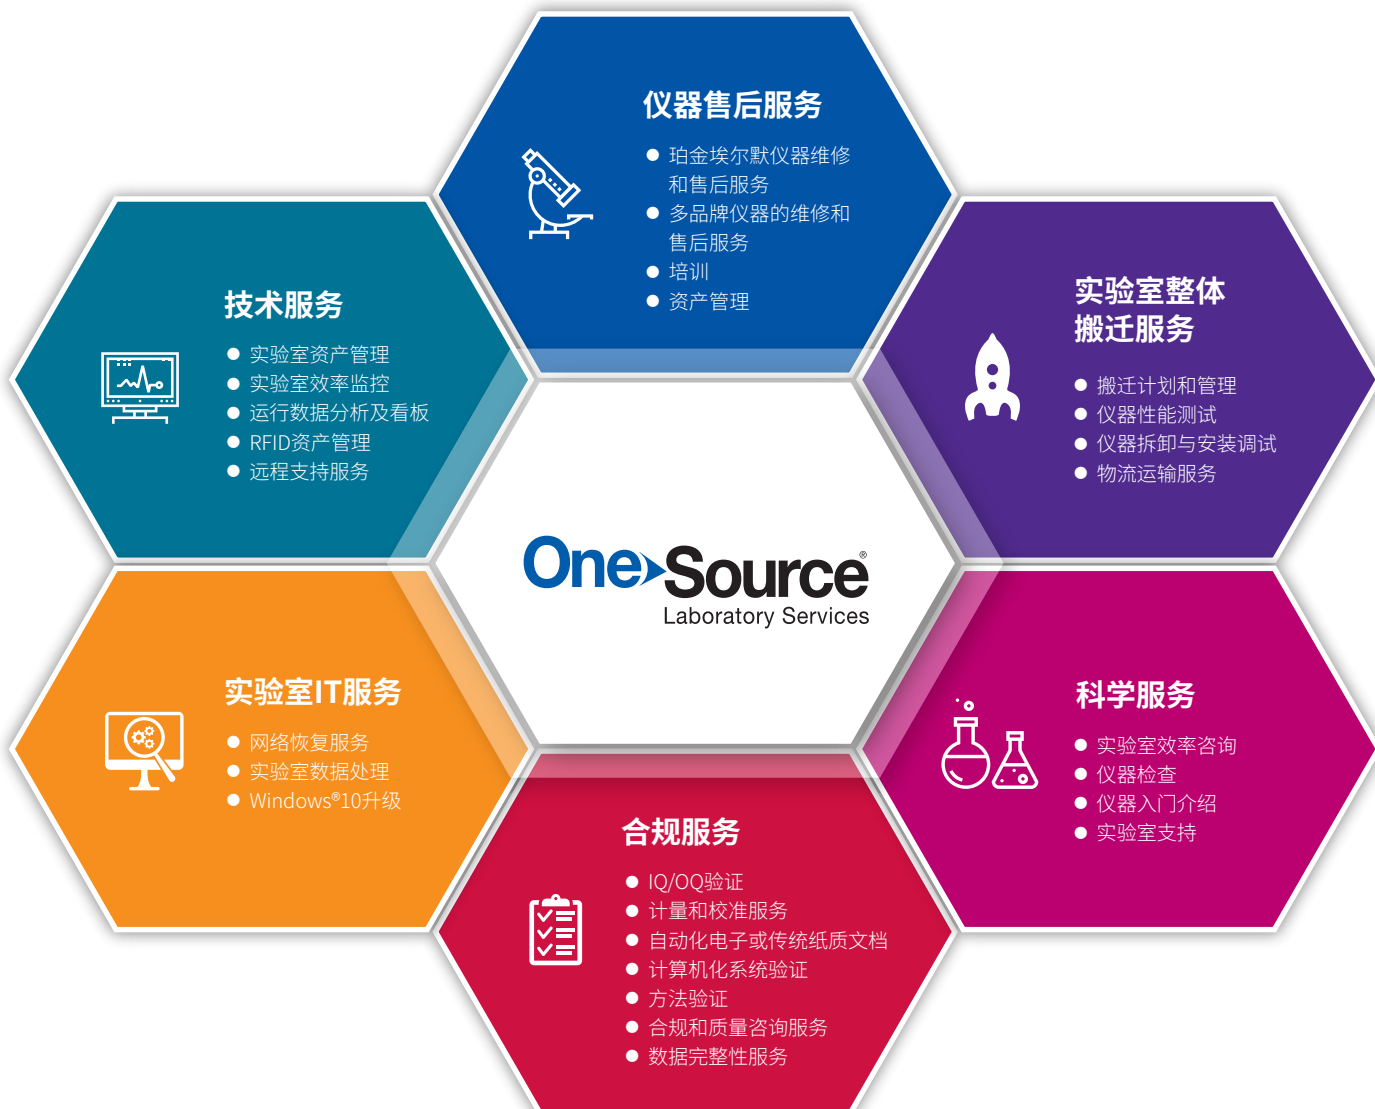 仪器售后服务
珀金埃尔默仪器维修
和售后服务
多品牌仪器的维修和
售后服务
培训
资产管理
技术服务
实验室资产管理
实验室效率监控
运行数据分析及看板
RFID资产管理
远程支持服务
实验室整体
搬迁服务
搬迁计划和管理
仪器性能测试
仪器拆卸与安装调试
物流运输服务
OneSource®
Laboratory Services
实验室IT服务
网络恢复服务
实验室数据处理
Windows®10升级
科学服务
实验室效率咨询
仪器检查
仪器入门介绍
实验室支持
合规服务
IQ/OQ验证
计量和校准服务
自动化电子或传统纸质文档
计算机化系统验证
方法验证
合规和质量咨询服务
数据完整性服务